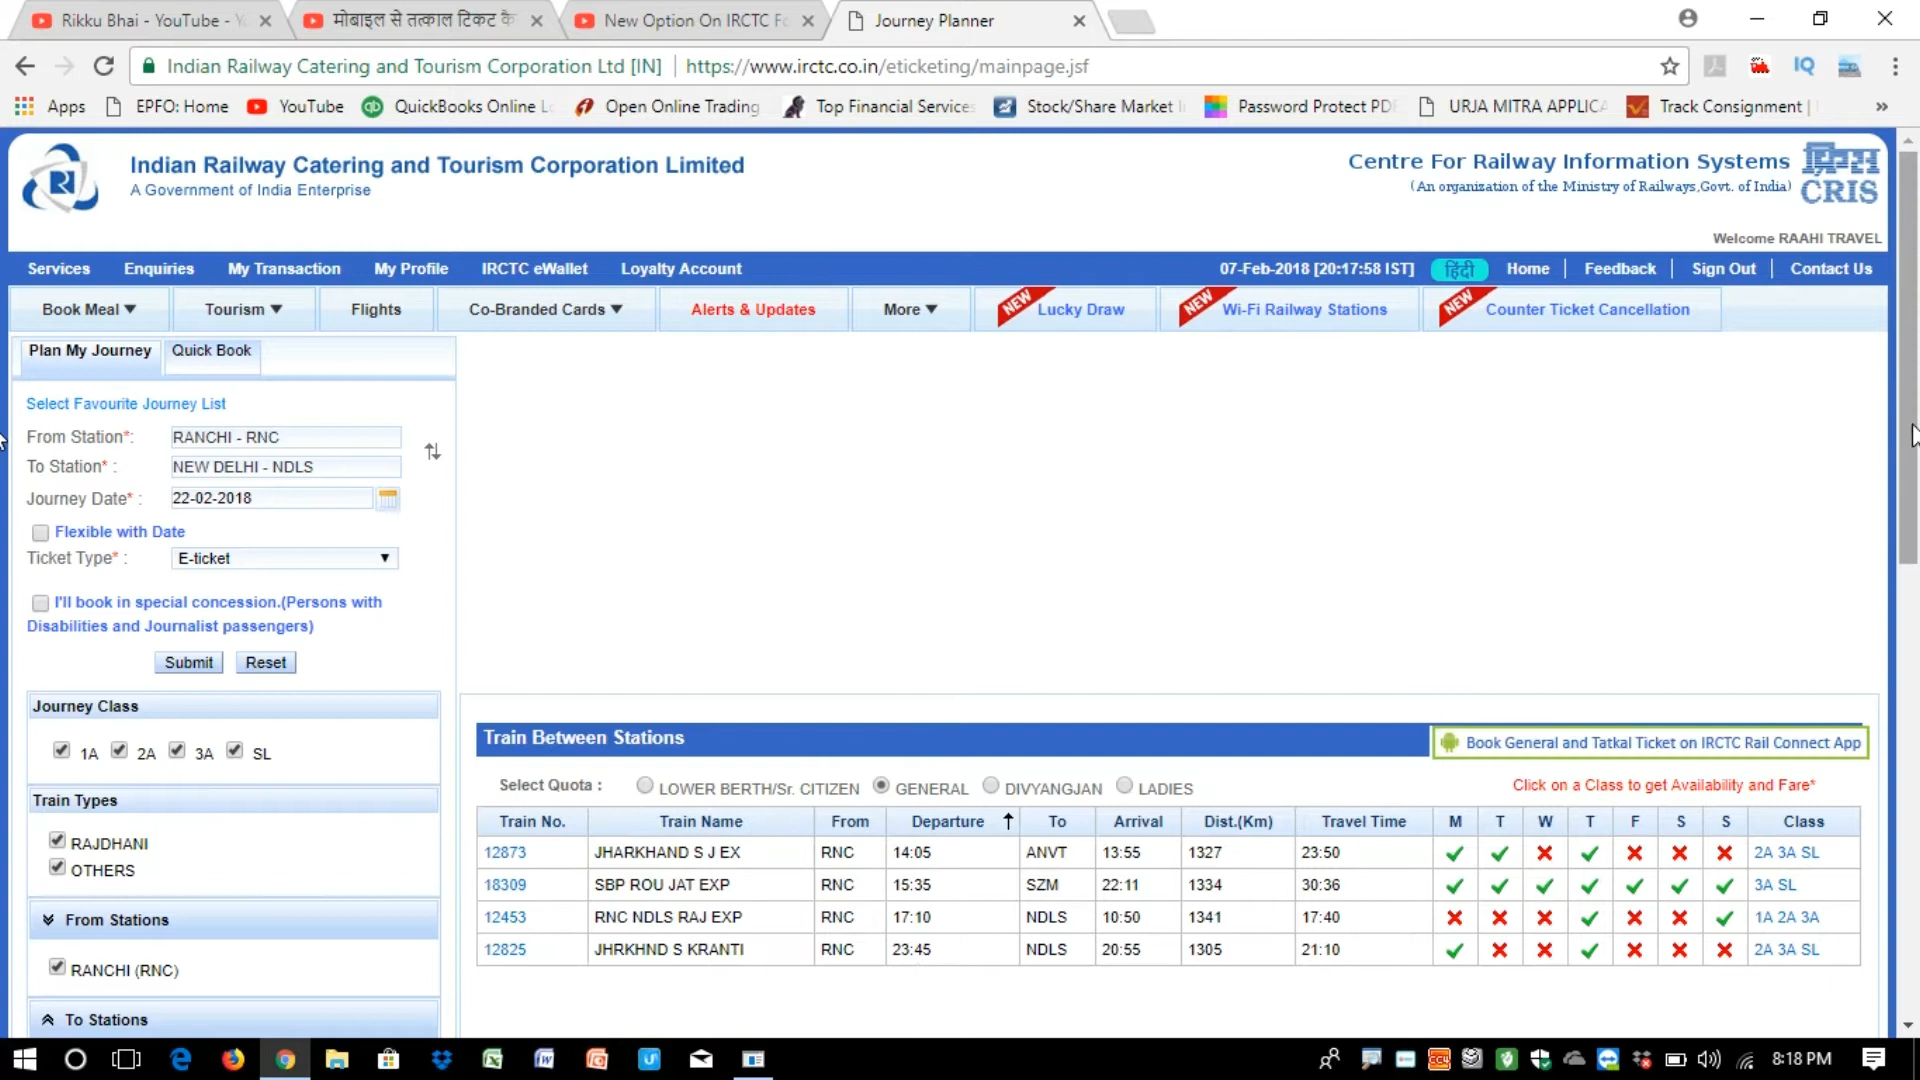 Rikku Bhai - YouTube - Y
मोबाइल से तत्काल टिकट कै
New Option On IRCTC Fo
Journey Planner
Indian Railway Catering and Tourism Corporation Ltd [IN]
https://www.irctc.co.in/eticketing/mainpage.jsf
IQ
Apps
EPFO: Home
YouTube
QuickBooks Online Lo
Open Online Trading
Top Financial Services
Stock/Share Market I
Password Protect PDF
URJA MITRA APPLICA
Track Consignment |
Indian Railway Catering and Tourism Corporation Limited
A Government of India Enterprise
Centre For Railway Information Systems
(An organization of the Ministry of Railways,Govt. of India)
क्रिस
CRIS
Welcome RAAHI TRAVEL
Services Enquiries My Transaction My Profile IRCTC eWallet Loyalty Account
07-Feb-2018 [20:17:58 IST] हिंदी Home Feedback Sign Out Contact Us
Book Meal Tourism Flights Co-Branded Cards Alerts & Updates More NEW Lucky Draw NEW Wi-Fi Railway Stations NEW Counter Ticket Cancellation
Plan My Journey Quick Book
Select Favourite Journey List
From Station*: RANCHI - RNC
To Station* : NEW DELHI - NDLS
Journey Date* : 22-02-2018
Flexible with Date
Ticket Type* : E-ticket
I'll book in special concession.(Persons with
Disabilities and Journalist passengers)
Submit Reset
Journey Class
1A 2A 3A SL
Train Types
RAJDHANI
OTHERS
From Stations
RANCHI (RNC)
To Stations
Train Between Stations
Book General and Tatkal Ticket on IRCTC Rail Connect App
Select Quota : LOWER BERTH/Sr. CITIZEN GENERAL DIVYANGJAN LADIES
Click on a Class to get Availability and Fare*
Train No. Train Name From Departure To Arrival Dist.(Km) Travel Time M T W T F S S Class
12873 JHARKHAND S J EX RNC 14:05 ANVT 13:55 1327 23:50 2A 3A SL
18309 SBP ROU JAT EXP RNC 15:35 SZM 22:11 1334 30:36 3A SL
12453 RNC NDLS RAJ EXP RNC 17:10 NDLS 10:50 1341 17:40 1A 2A 3A
12825 JHRKHND S KRANTI RNC 23:45 NDLS 20:55 1305 21:10 2A 3A SL
8:18 PM